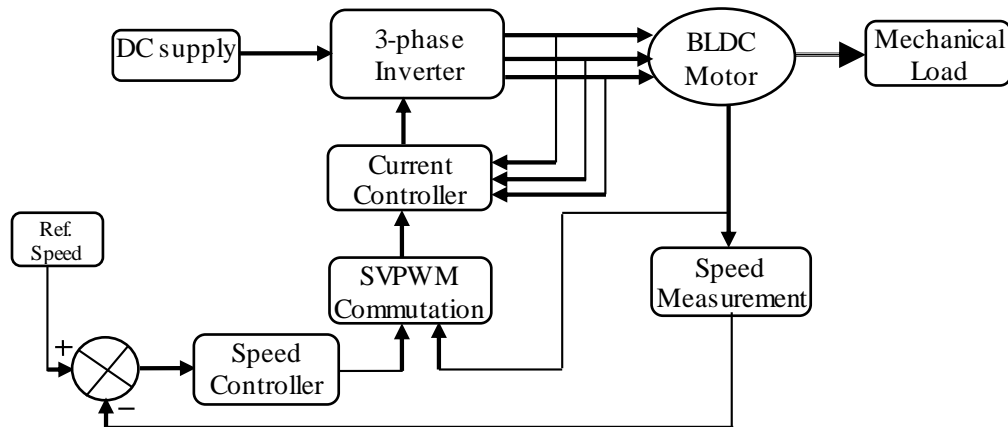 DC supply
3-phase
Inverter
BLDC
Motor
Mechanical
Load
Current
Controller
Ref.
Speed
SVPWM
Commutation
Speed
Measurement
+
Speed
Controller
−